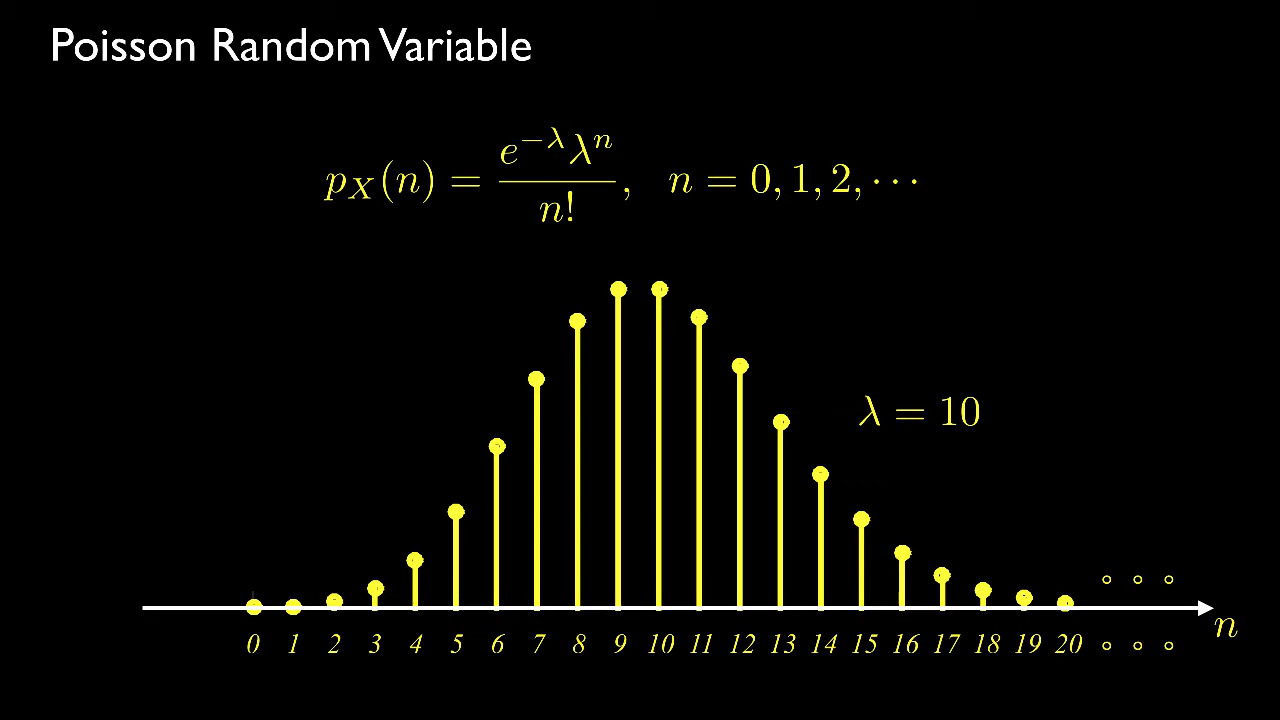 Poisson Random Variable
p_X(n) = \frac{e^{-λ}λ^n}{n!}, n = 0, 1, 2, ⋯
λ = 10
n
0 1 2 3 4 5 6 7 8 9 10 11 12 13 14 15 16 17 18 19 20